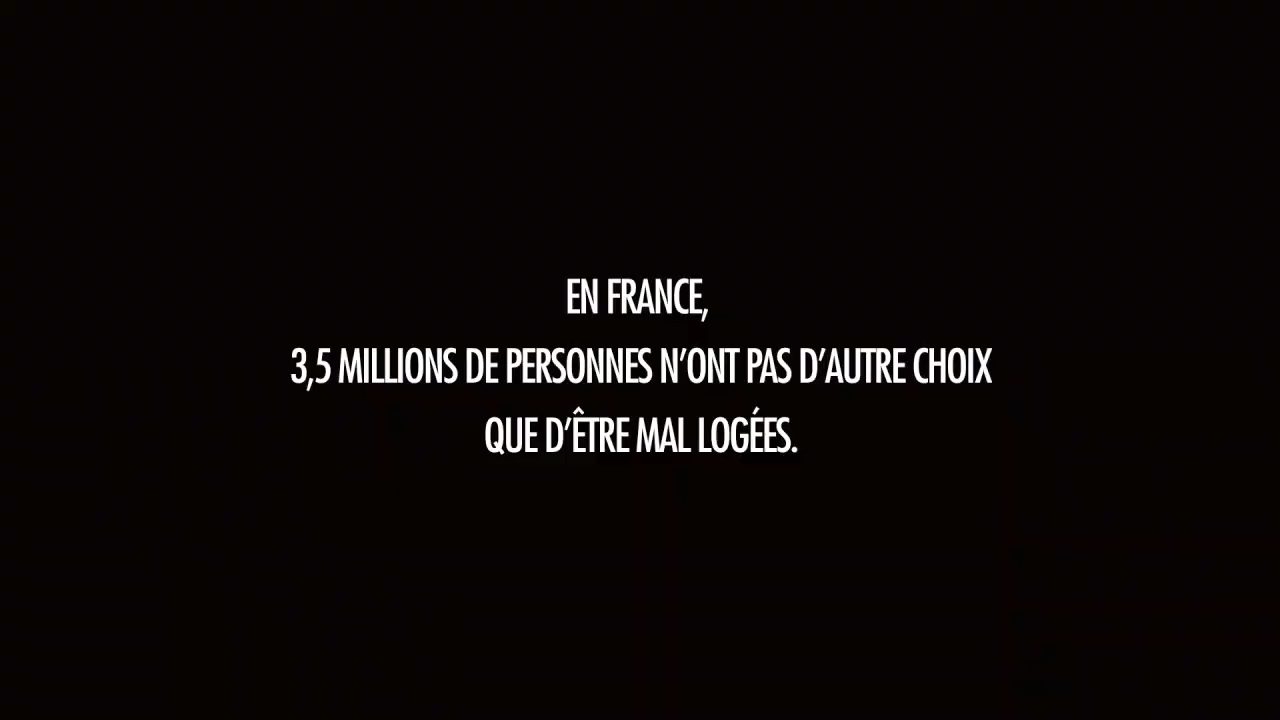 EN FRANCE,
3,5 MILLIONS DE PERSONNES N’ONT PAS D’AUTRE CHOIX
QUE D’ÊTRE MAL LOGÉES.